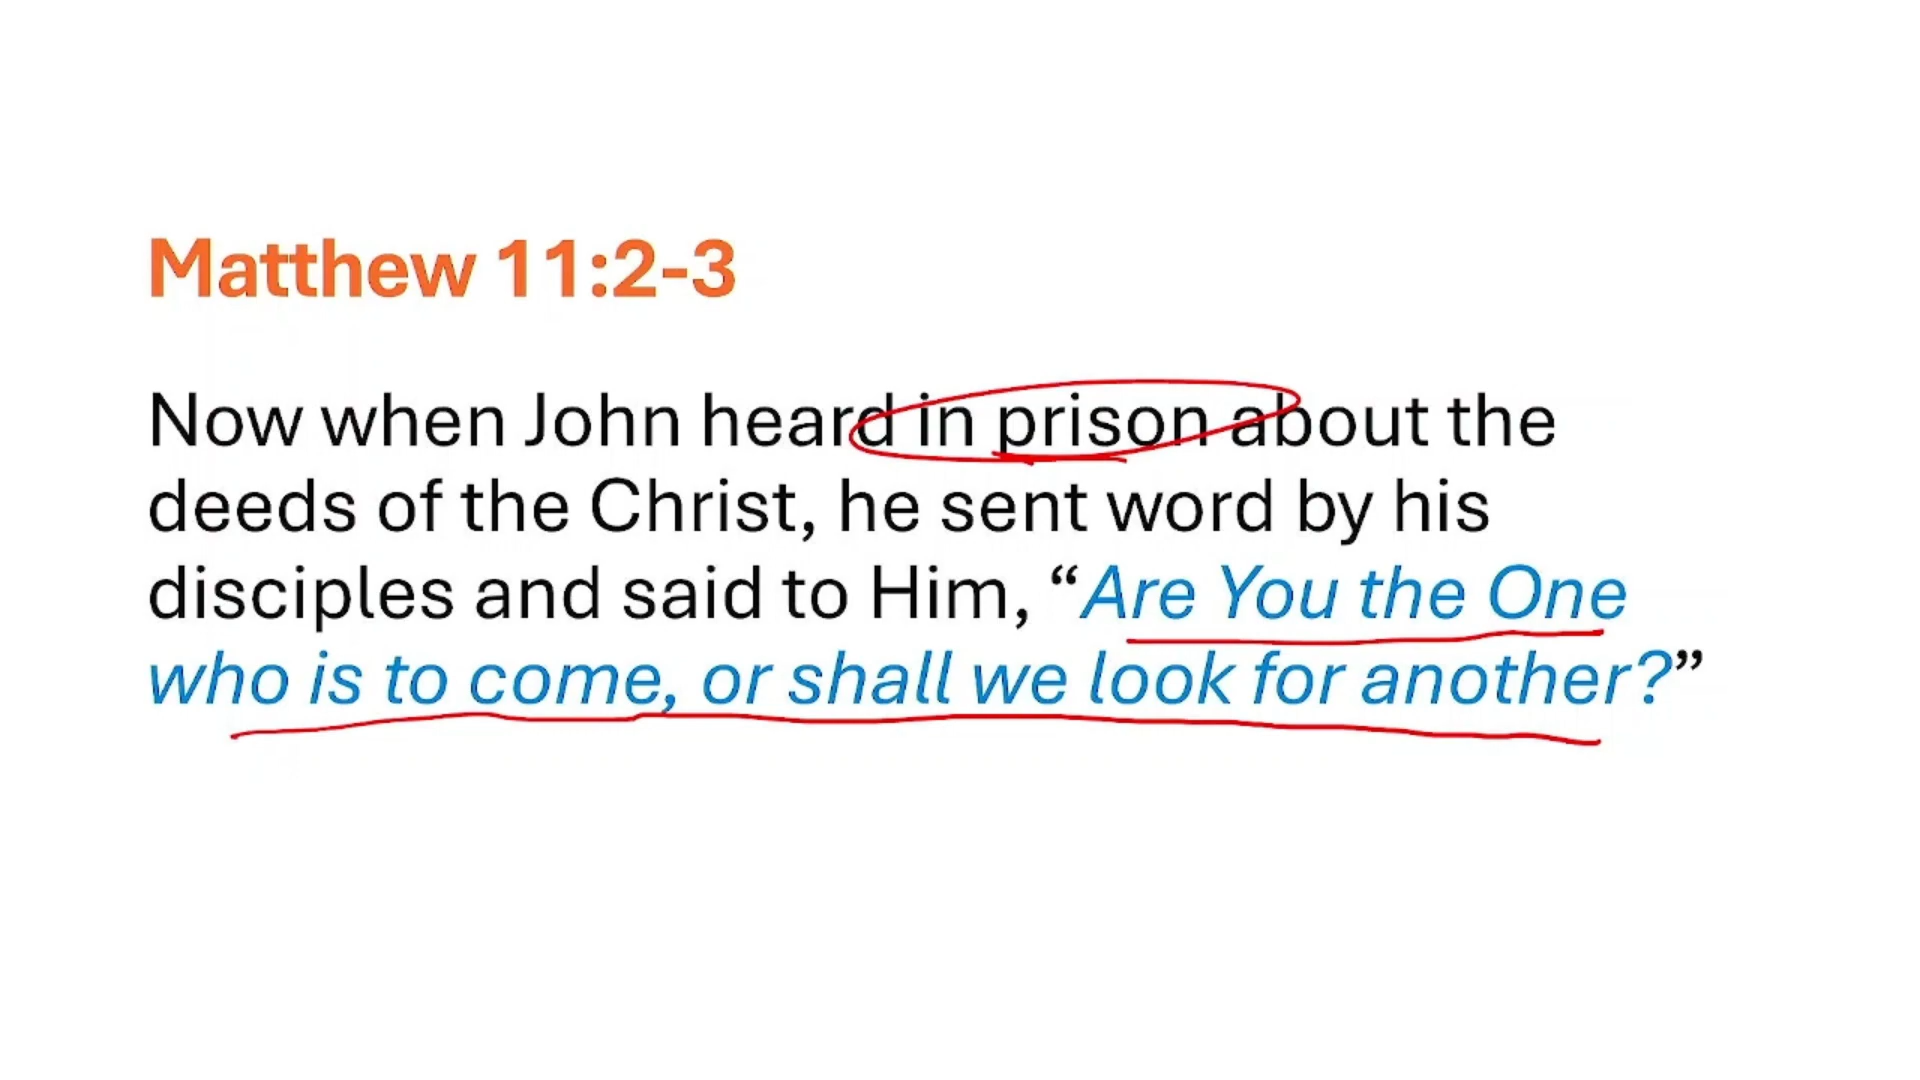 Matthew 11:2-3
Now when John heard in prison about the
deeds of the Christ, he sent word by his
disciples and said to Him, “Are You the One
who is to come, or shall we look for another?”